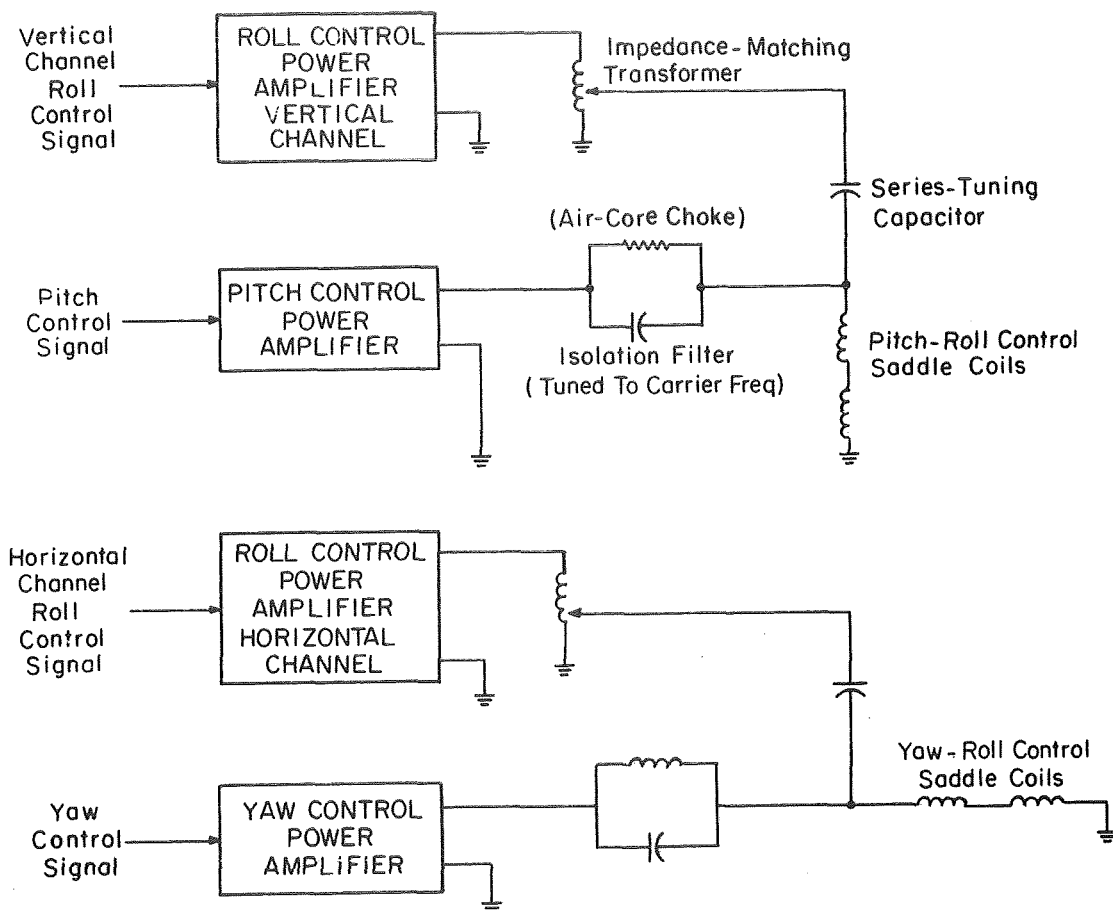 Vertical
Channel
Roll
Control
Signal
ROLL CONTROL
POWER
AMPLIFIER
VERTICAL
CHANNEL
Impedance-Matching
Transformer
Series-Tuning
Capacitor
(Air-Core Choke)
Pitch
Control
Signal
PITCH CONTROL
POWER
AMPLIFIER
Isolation Filter
(Tuned To Carrier Freq)
Pitch-Roll Control
Saddle Coils
Horizontal
Channel
Roll
Control
Signal
ROLL CONTROL
POWER
AMPLIFIER
HORIZONTAL
CHANNEL
Yaw-Roll Control
Saddle Coils
Yaw
Control
Signal
YAW CONTROL
POWER
AMPLIFIER